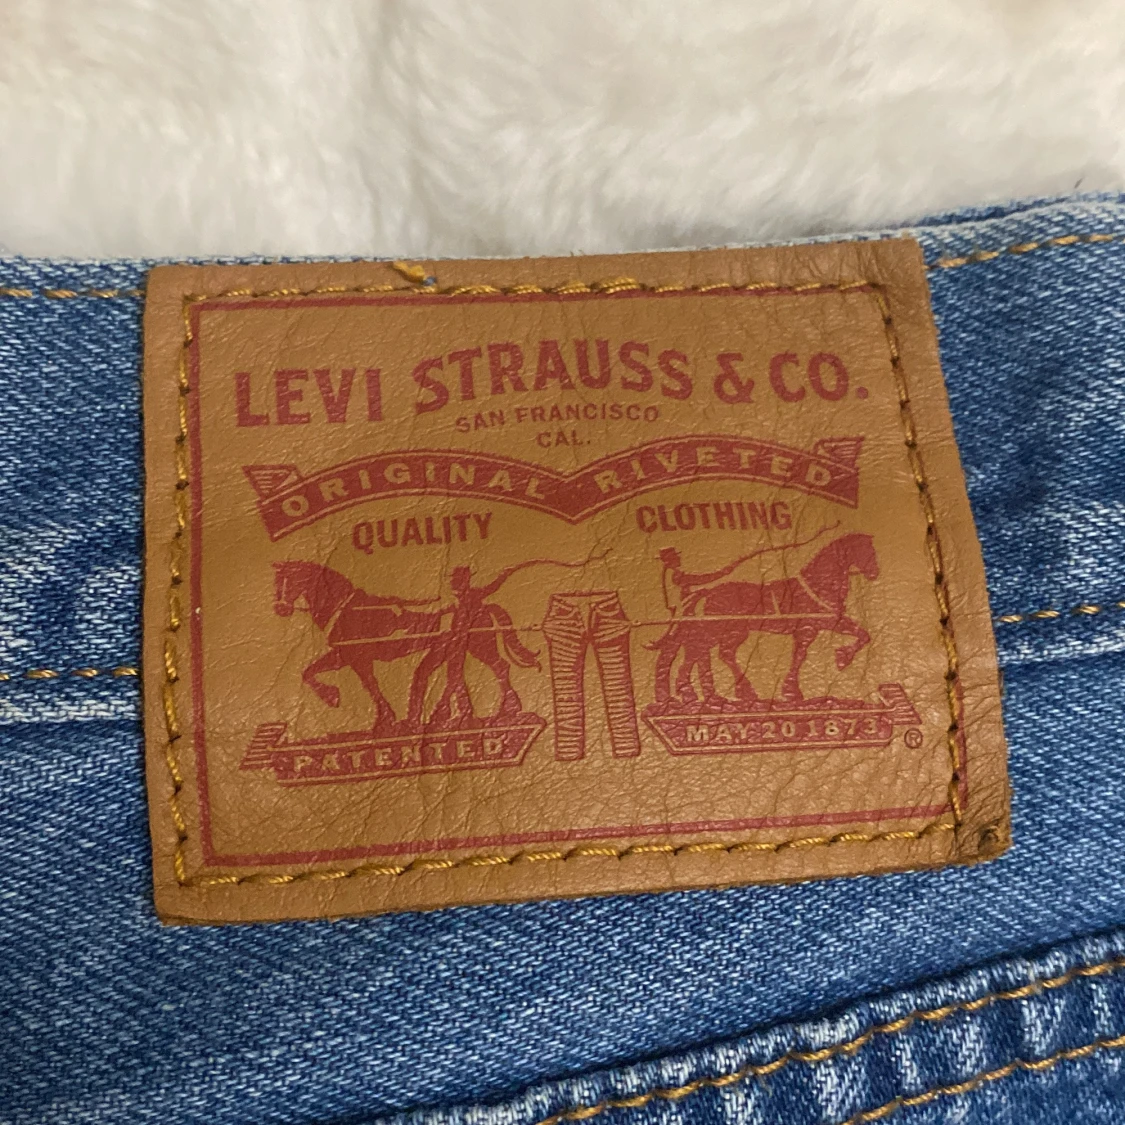 LEVI STRAUSS & CO.
SAN FRANCISCO
CAL.
ORIGINAL RIVETED
QUALITY CLOTHING
PATENTED MAY 20 1873 ®